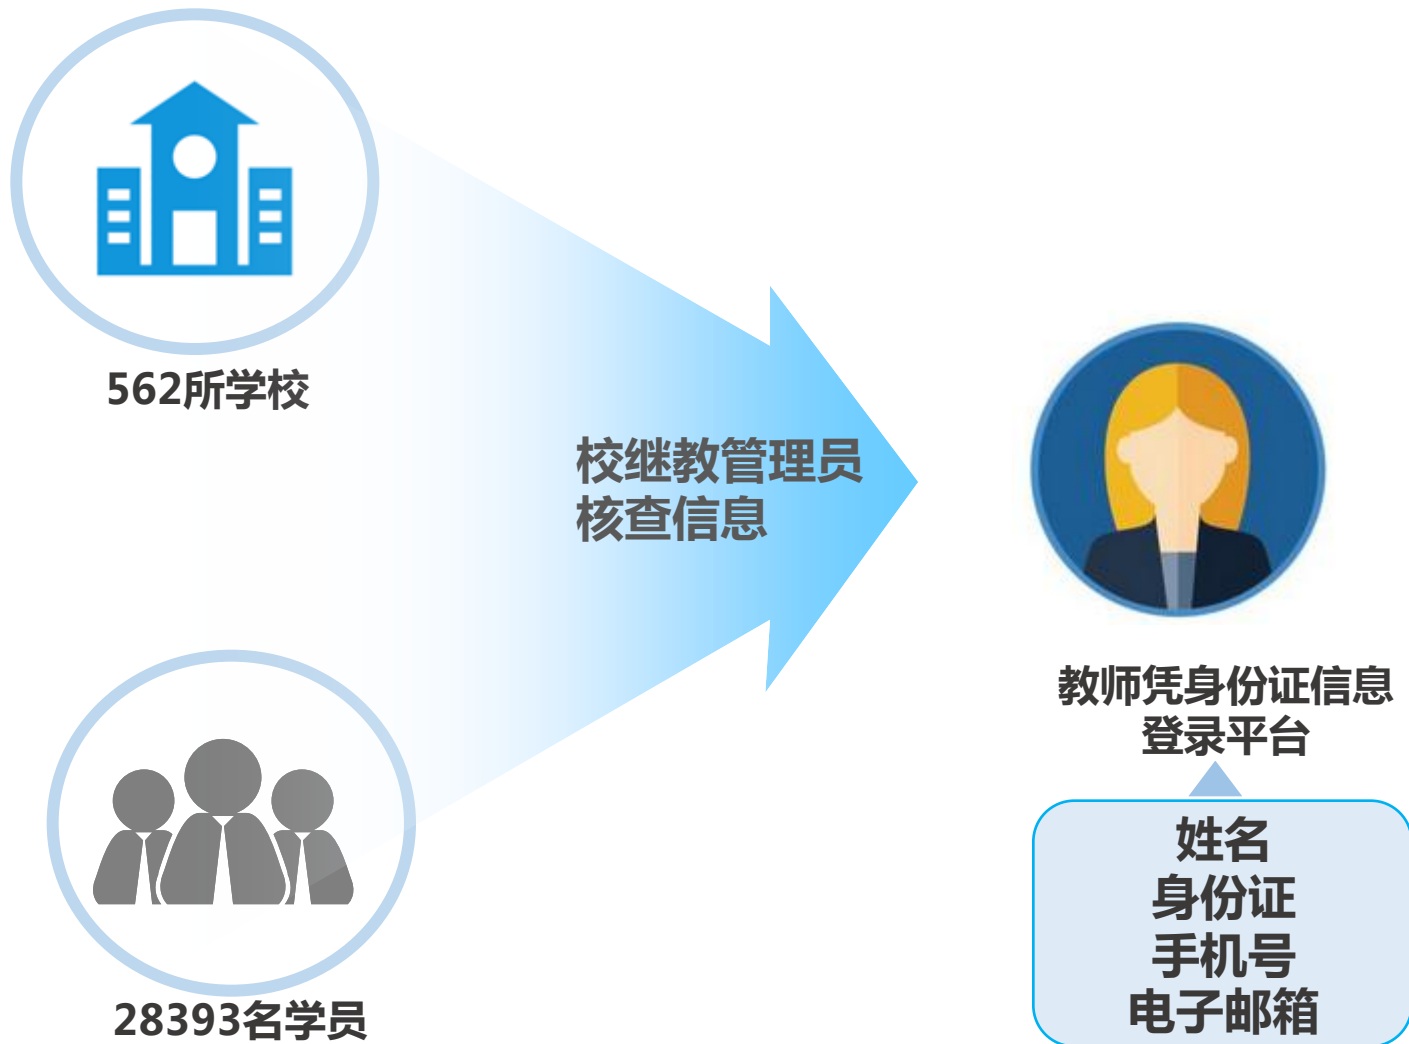 562所学校
校继教管理员
核查信息
28393名学员
教师凭身份证信息
登录平台
姓名
身份证
手机号
电子邮箱